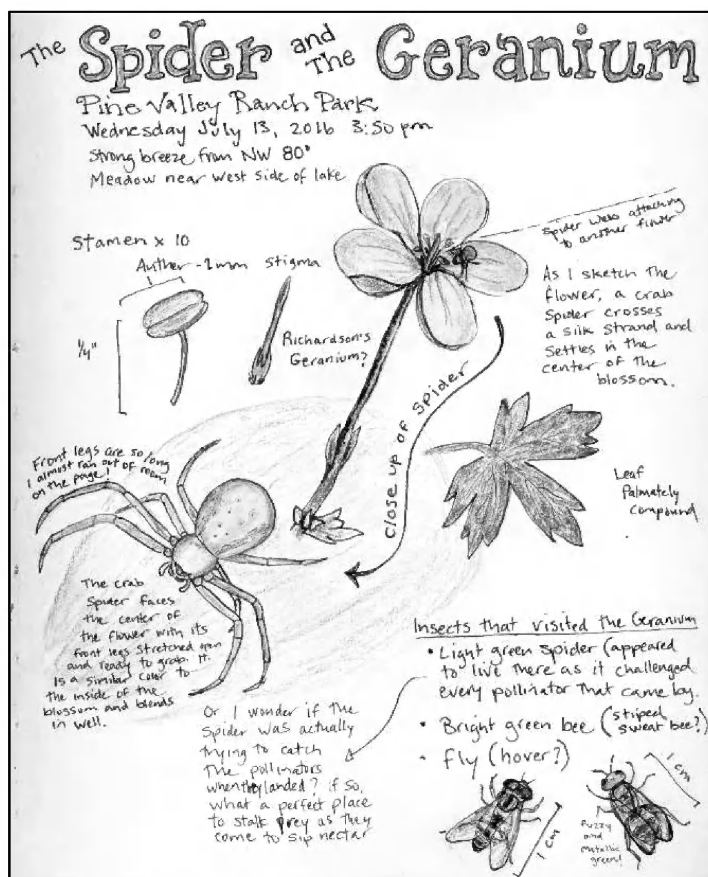 The Spider and The Geranium
Pine Valley Ranch Park
Wednesday July 13, 2016 3:50 pm
Strong breeze from NW 80°
Meadow near west side of lake
Spider web attaching
to another flower
Stamen x 10
Anther -2mm
Stigma
1/4"
Richardson's
Geranium?
As I sketch the
flower, a crab
Spider crosses
a silk strand and
Settles in the
center of the
blossom.
Close up of Spider
Front legs are so long
I almost ran out of room
on the page!
Leaf
Palmately
Compound
The crab
Spider faces
the center of
the flower with its
front legs stretched open
and ready to grab. It
Is a similar color to
the inside of the
blossom and blends
in well.
Or I wonder if the
Spider was actually
trying to catch
the pollinators
when they landed? If So,
what a perfect place
to stalk prey as they
come to sip nectar
Insects that visited the Geranium
• Light green Spider (appeared
to live there as it challenged
every pollinator that came by.
• Bright green bee (striped
sweat bee?)
• Fly (hover?)
1 cm
1 cm
Fuzzy
and
Metallic
green!